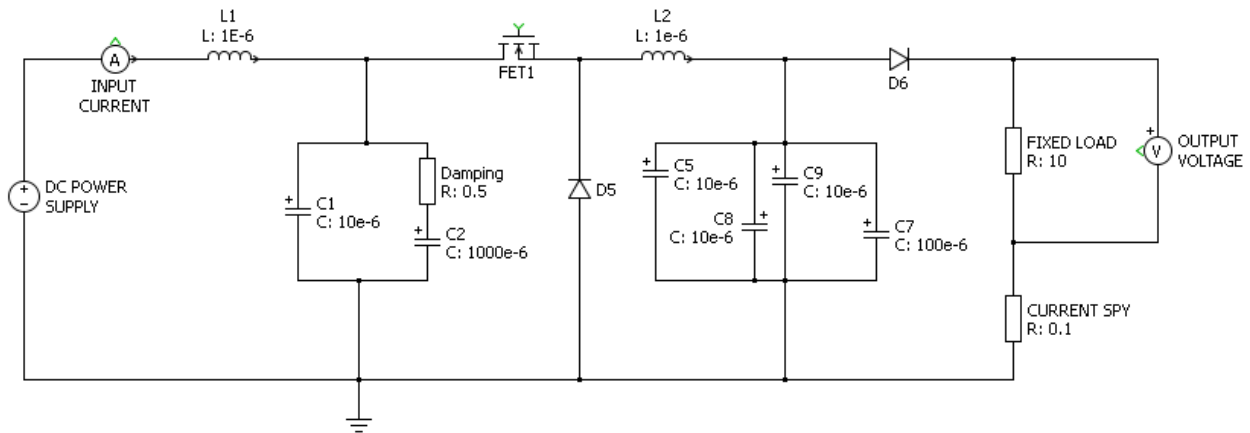 L1
L: 1E-6
A
INPUT
CURRENT
FET1
L2
L: 1e-6
D6
DC POWER
SUPPLY
+
C1
C: 10e-6
Damping
R: 0.5
+
C2
C: 1000e-6
D5
+
C5
C: 10e-6
C8
+
C: 10e-6
+
C9
C: 10e-6
+
C7
C: 100e-6
FIXED LOAD
R: 10
+
V
OUTPUT
VOLTAGE
CURRENT SPY
R: 0.1